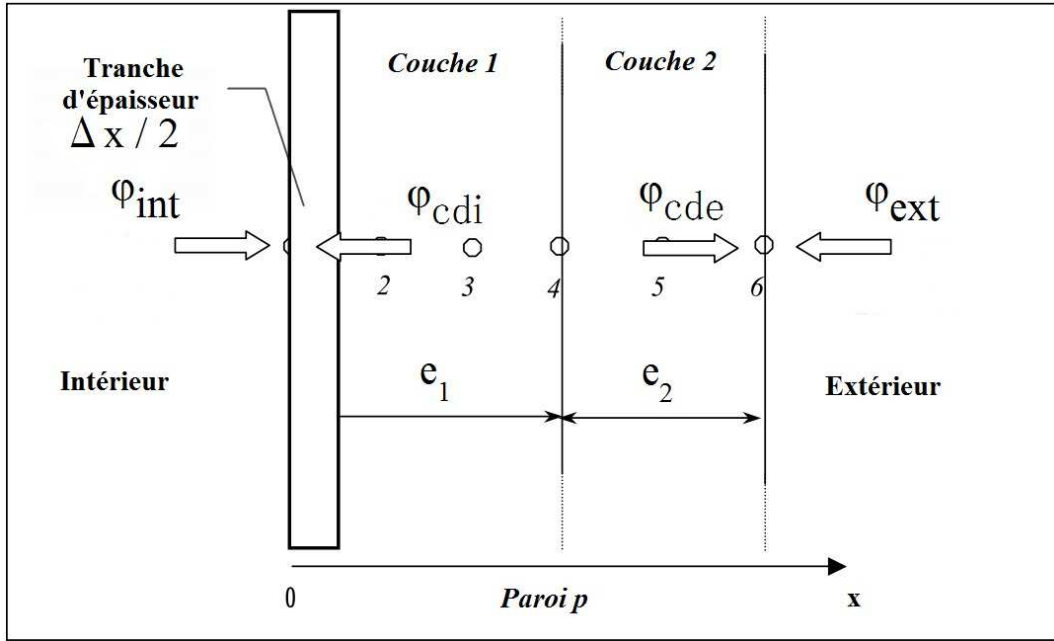 Couche 1
Couche 2
Tranche
d'épaisseur
Δ x / 2
φint
φcdi
φcde
φext
2
3
4
5
6
Intérieur
e1
e2
Extérieur
0
Paroi p
x